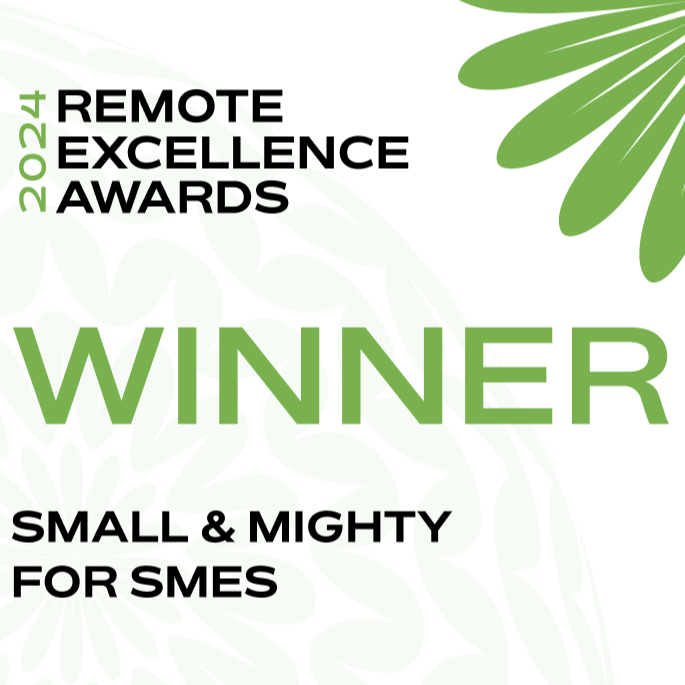 2024
REMOTE
EXCELLENCE
AWARDS
WINNER
SMALL & MIGHTY
FOR SMES